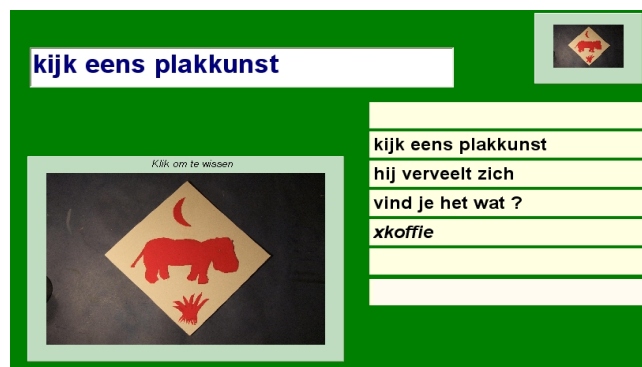 kijk eens plakkunst
Klik om te wissen
kijk eens plakkunst
hij verveelt zich
vind je het wat ?
xkoffie